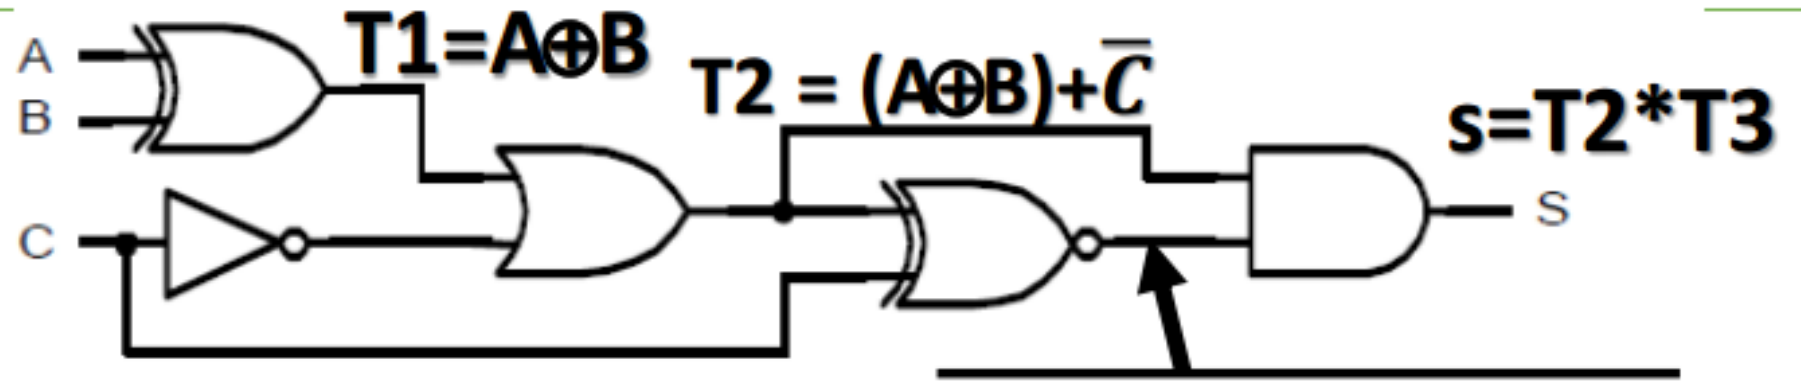 A
T1=A⊕B
B
T2 = (A⊕B)+C̅
s=T2*T3
C
S